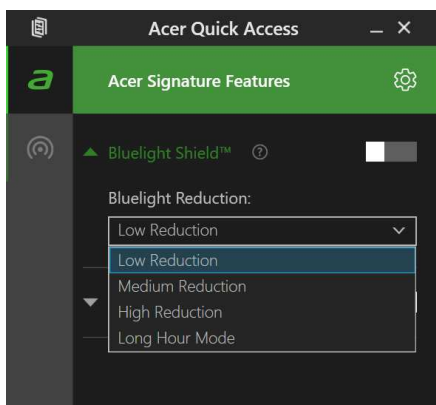 Acer Quick Access
a
Acer Signature Features
Bluelight Shield™ ?
Bluelight Reduction:
Low Reduction
Low Reduction
Medium Reduction
High Reduction
Long Hour Mode